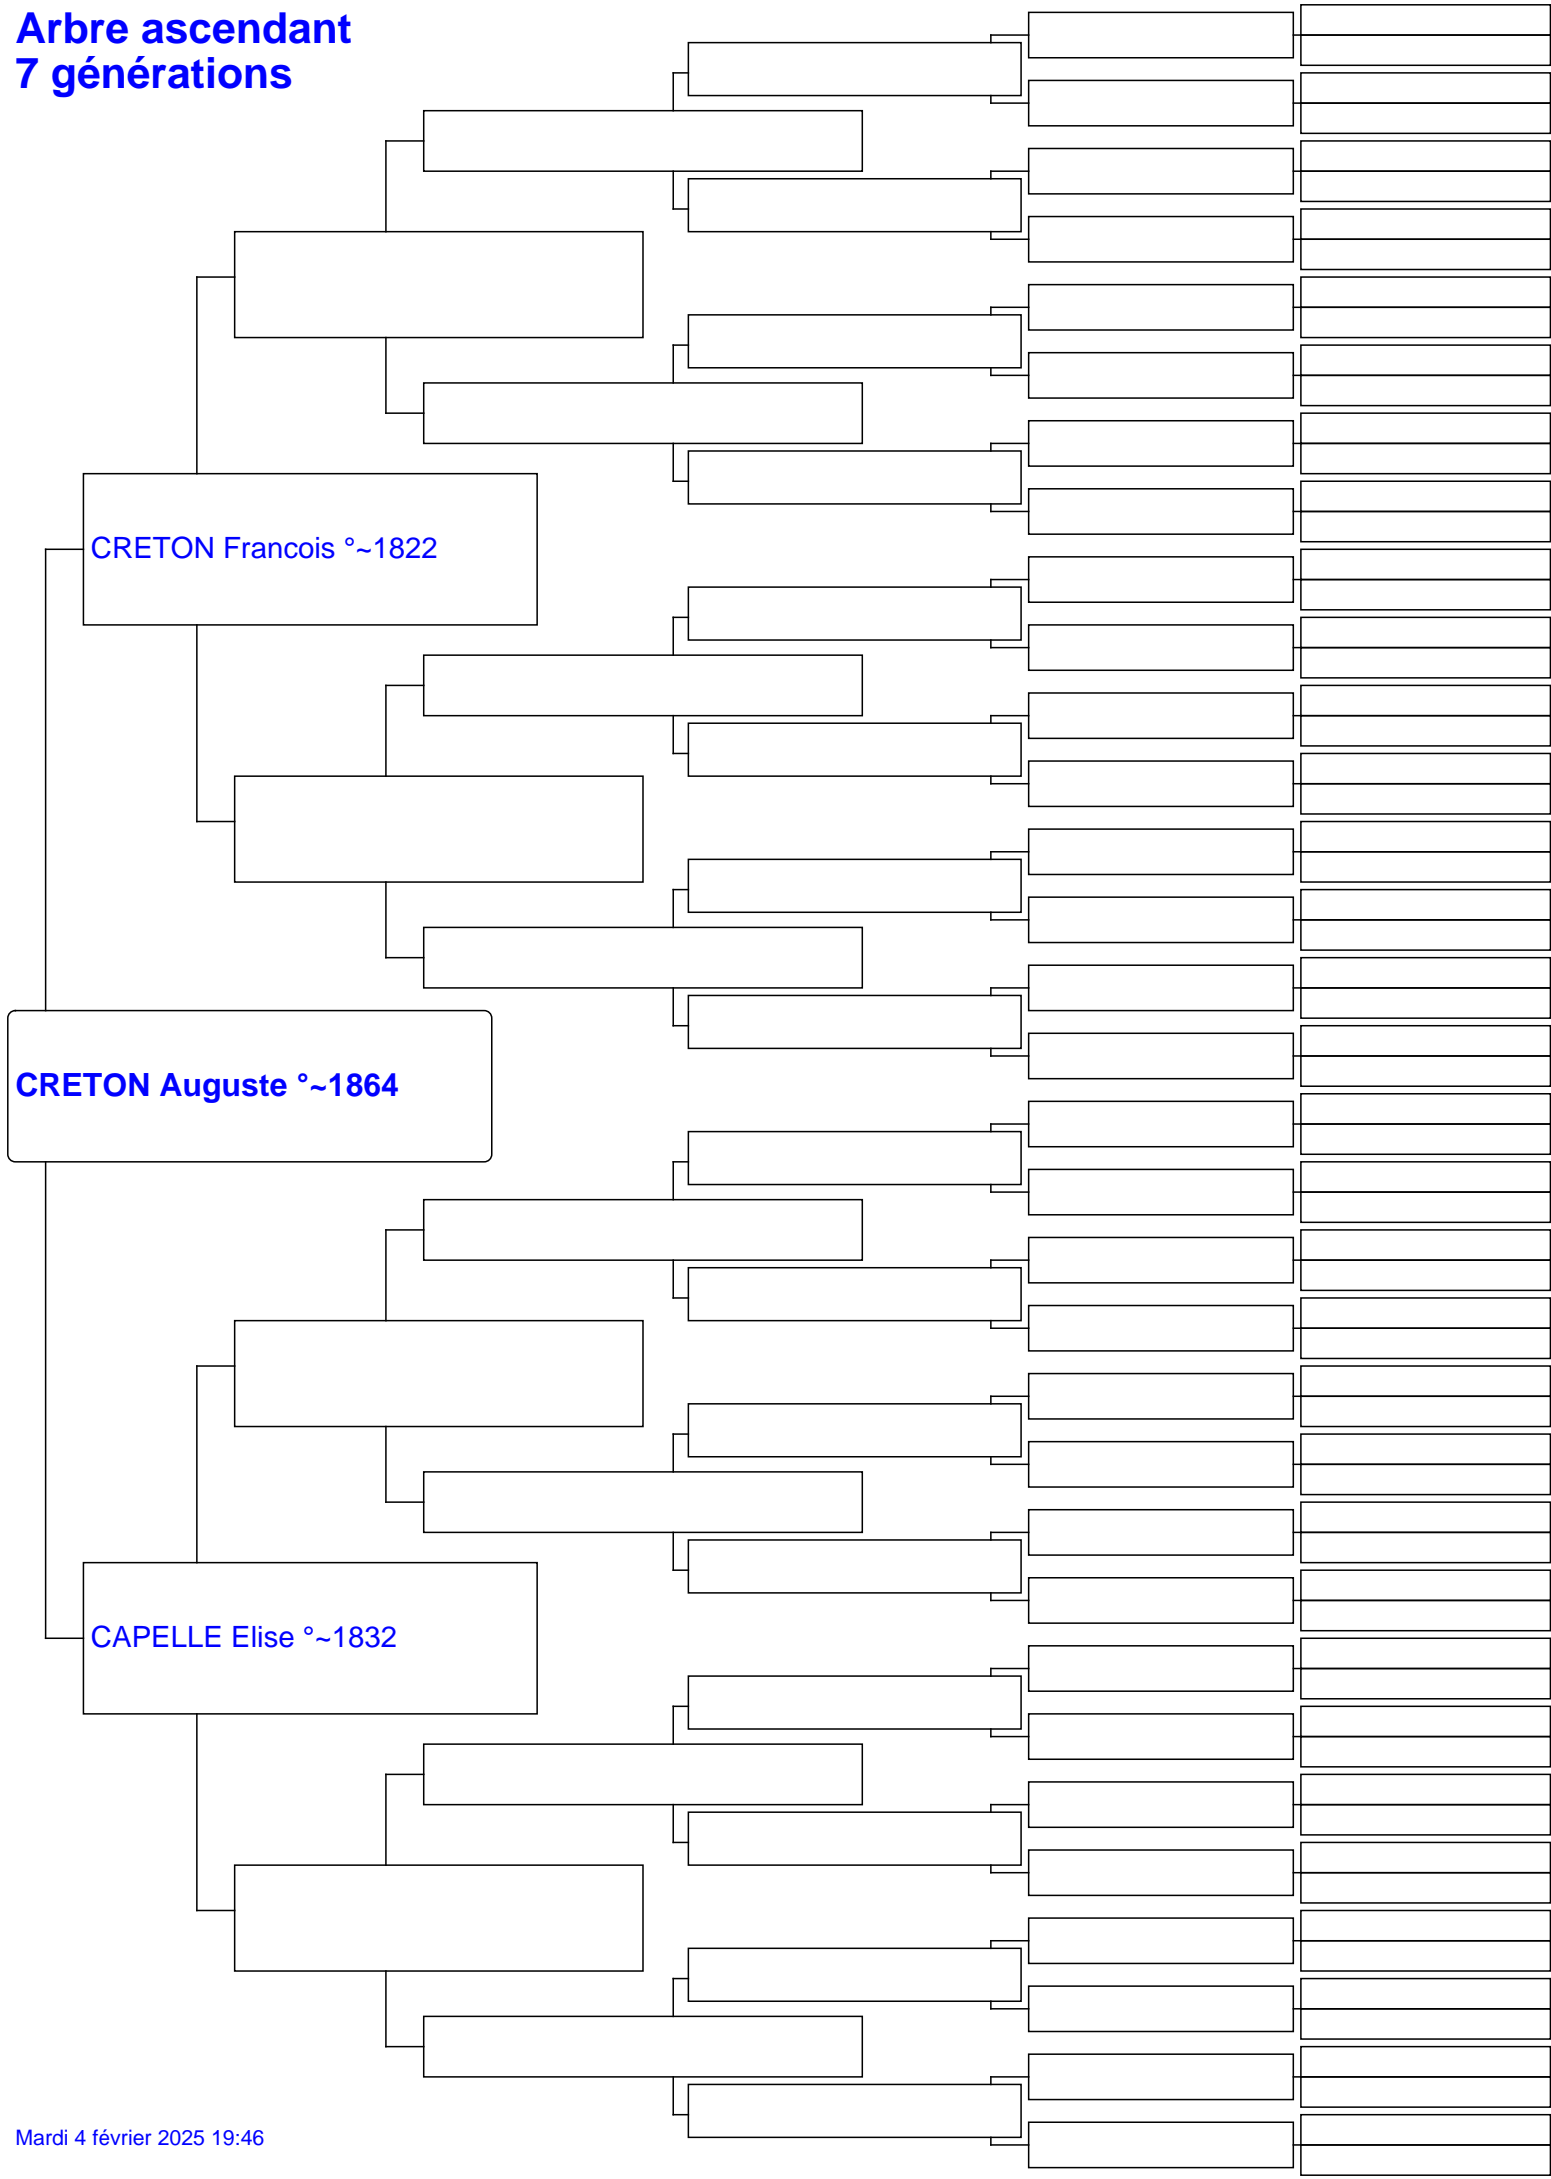 Arbre ascendant
7 générations
CRETON Francois °~1822
CRETON Auguste °~1864
CAPELLE Elise °~1832
Mardi 4 février 2025 19:46